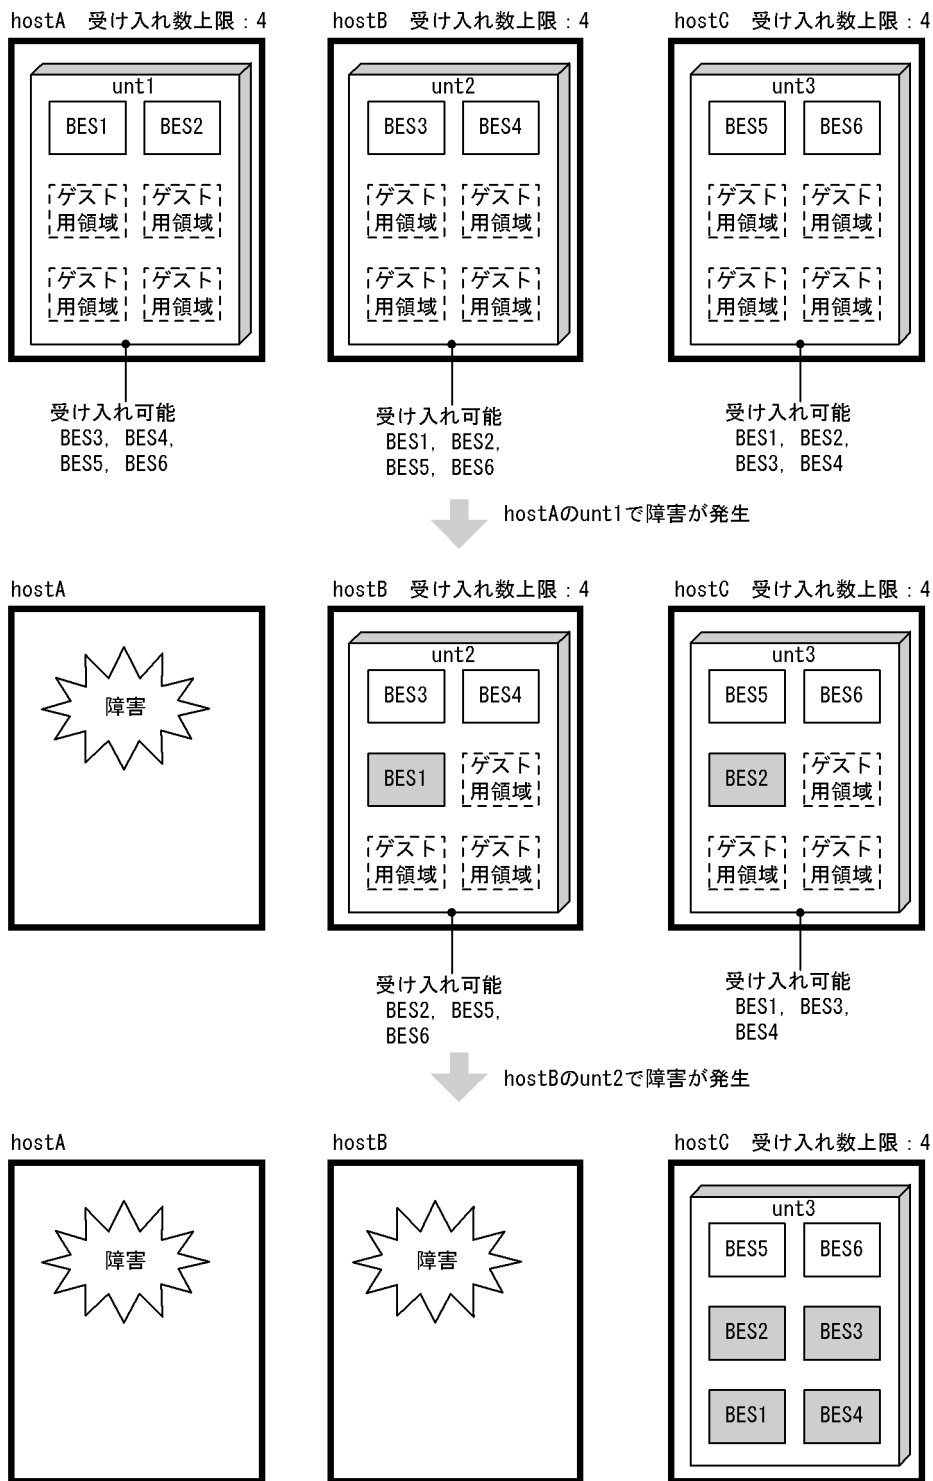 hostA　受け入れ数上限：4
hostB　受け入れ数上限：4
hostC　受け入れ数上限：4
unt1
BES1
BES2
ゲスト
用領域
ゲスト
用領域
ゲスト
用領域
ゲスト
用領域
unt2
BES3
BES4
ゲスト
用領域
ゲスト
用領域
ゲスト
用領域
ゲスト
用領域
unt3
BES5
BES6
ゲスト
用領域
ゲスト
用領域
ゲスト
用領域
ゲスト
用領域
受け入れ可能
BES3, BES4,
BES5, BES6
受け入れ可能
BES1, BES2,
BES5, BES6
受け入れ可能
BES1, BES2,
BES3, BES4
hostAのunt1で障害が発生
hostA
hostB　受け入れ数上限：4
hostC　受け入れ数上限：4
障害
unt2
BES3
BES4
BES1
ゲスト
用領域
ゲスト
用領域
ゲスト
用領域
unt3
BES5
BES6
BES2
ゲスト
用領域
ゲスト
用領域
ゲスト
用領域
受け入れ可能
BES2, BES5,
BES6
受け入れ可能
BES1, BES3,
BES4
hostBのunt2で障害が発生
hostA
hostB
hostC　受け入れ数上限：4
障害
障害
unt3
BES5
BES6
BES2
BES3
BES1
BES4